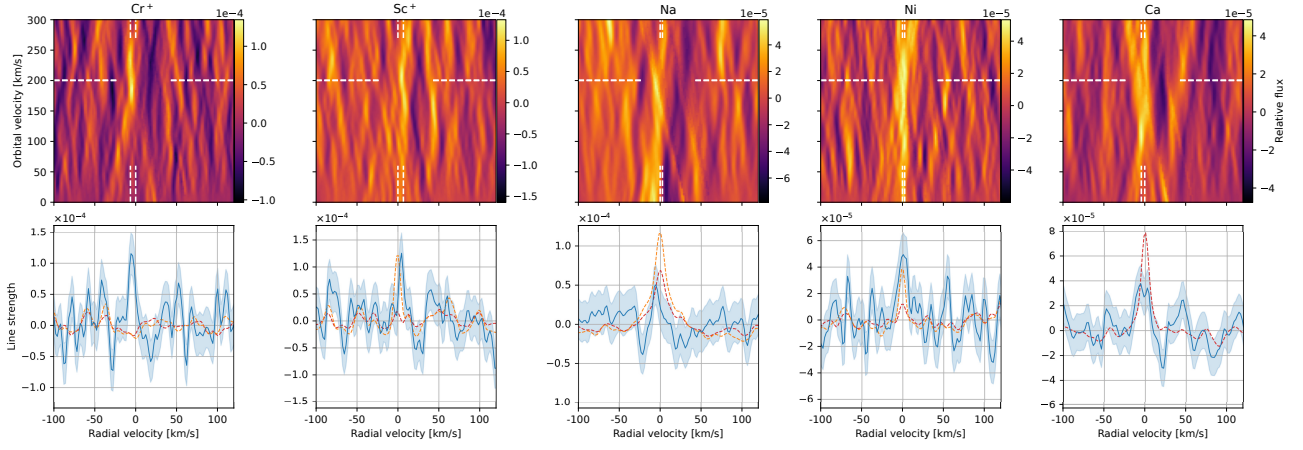 Cr+ Sc+ Na Ni Ca
1e−4 1e−4 1e−5 1e−5 1e−5
Orbital velocity [km/s]
300 250 200 150 100 50 0
1.0 0.5 0.0 −0.5 −1.0
1.0 0.5 0.0 −0.5 −1.0 −1.5
4 2 0 −2 −4 −6
4 2 0 −2 −4
4 2 0 −2 −4
Relative flux
×10−4 ×10−4 ×10−4 ×10−5 ×10−5
Line strength
1.5 1.0 0.5 0.0 −0.5 −1.0
1.5 1.0 0.5 0.0 −0.5 −1.0 −1.5
1.0 0.5 0.0 −0.5 1.0
6 4 2 0 −2 −4 −6
8 6 4 2 0 −2 −4 −6
-100 -50 0 50 100 -100 -50 0 50 100 -100 -50 0 50 100 -100 -50 0 50 100 -100 -50 0 50 100
Radial velocity [km/s] Radial velocity [km/s] Radial velocity [km/s] Radial velocity [km/s] Radial velocity [km/s]